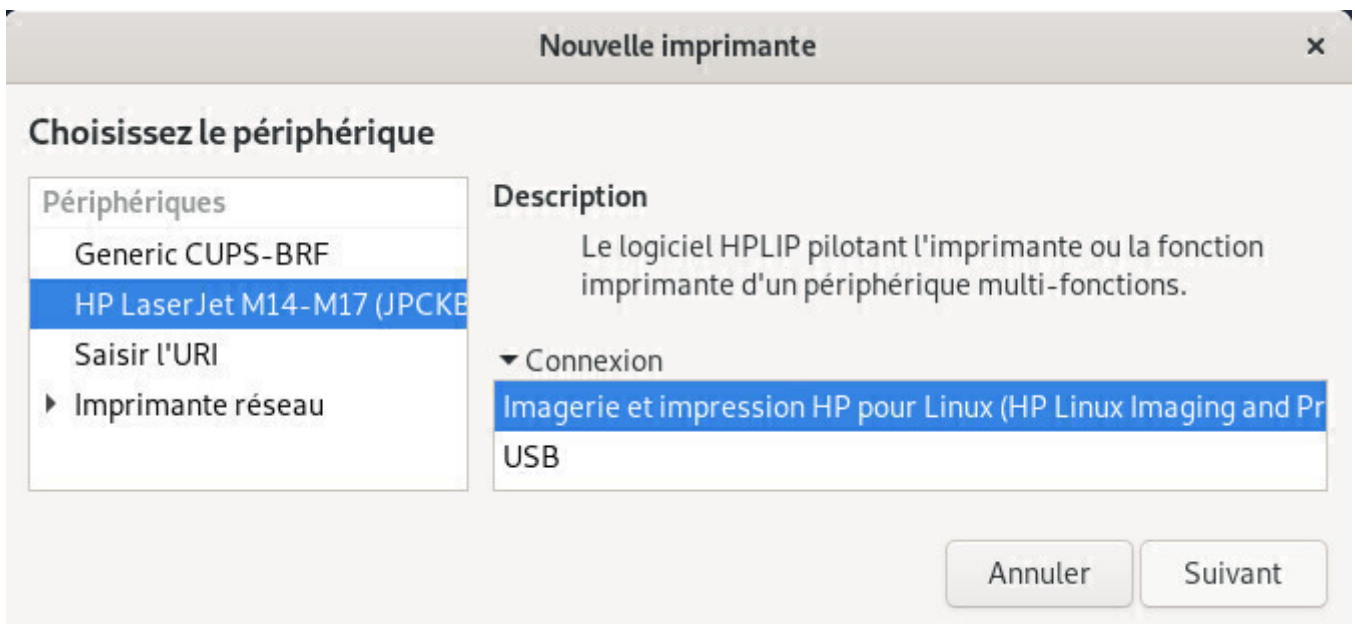 Nouvelle imprimante
Choisissez le périphérique
Périphériques
Generic CUPS-BRF
HP LaserJet M14-M17 (JPCKB
Saisir l'URI
Imprimante réseau
Description
Le logiciel HPLIP pilotant l'imprimante ou la fonction
imprimante d'un périphérique multi-fonctions.
Connexion
Imagerie et impression HP pour Linux (HP Linux Imaging and Pr
USB
Annuler
Suivant